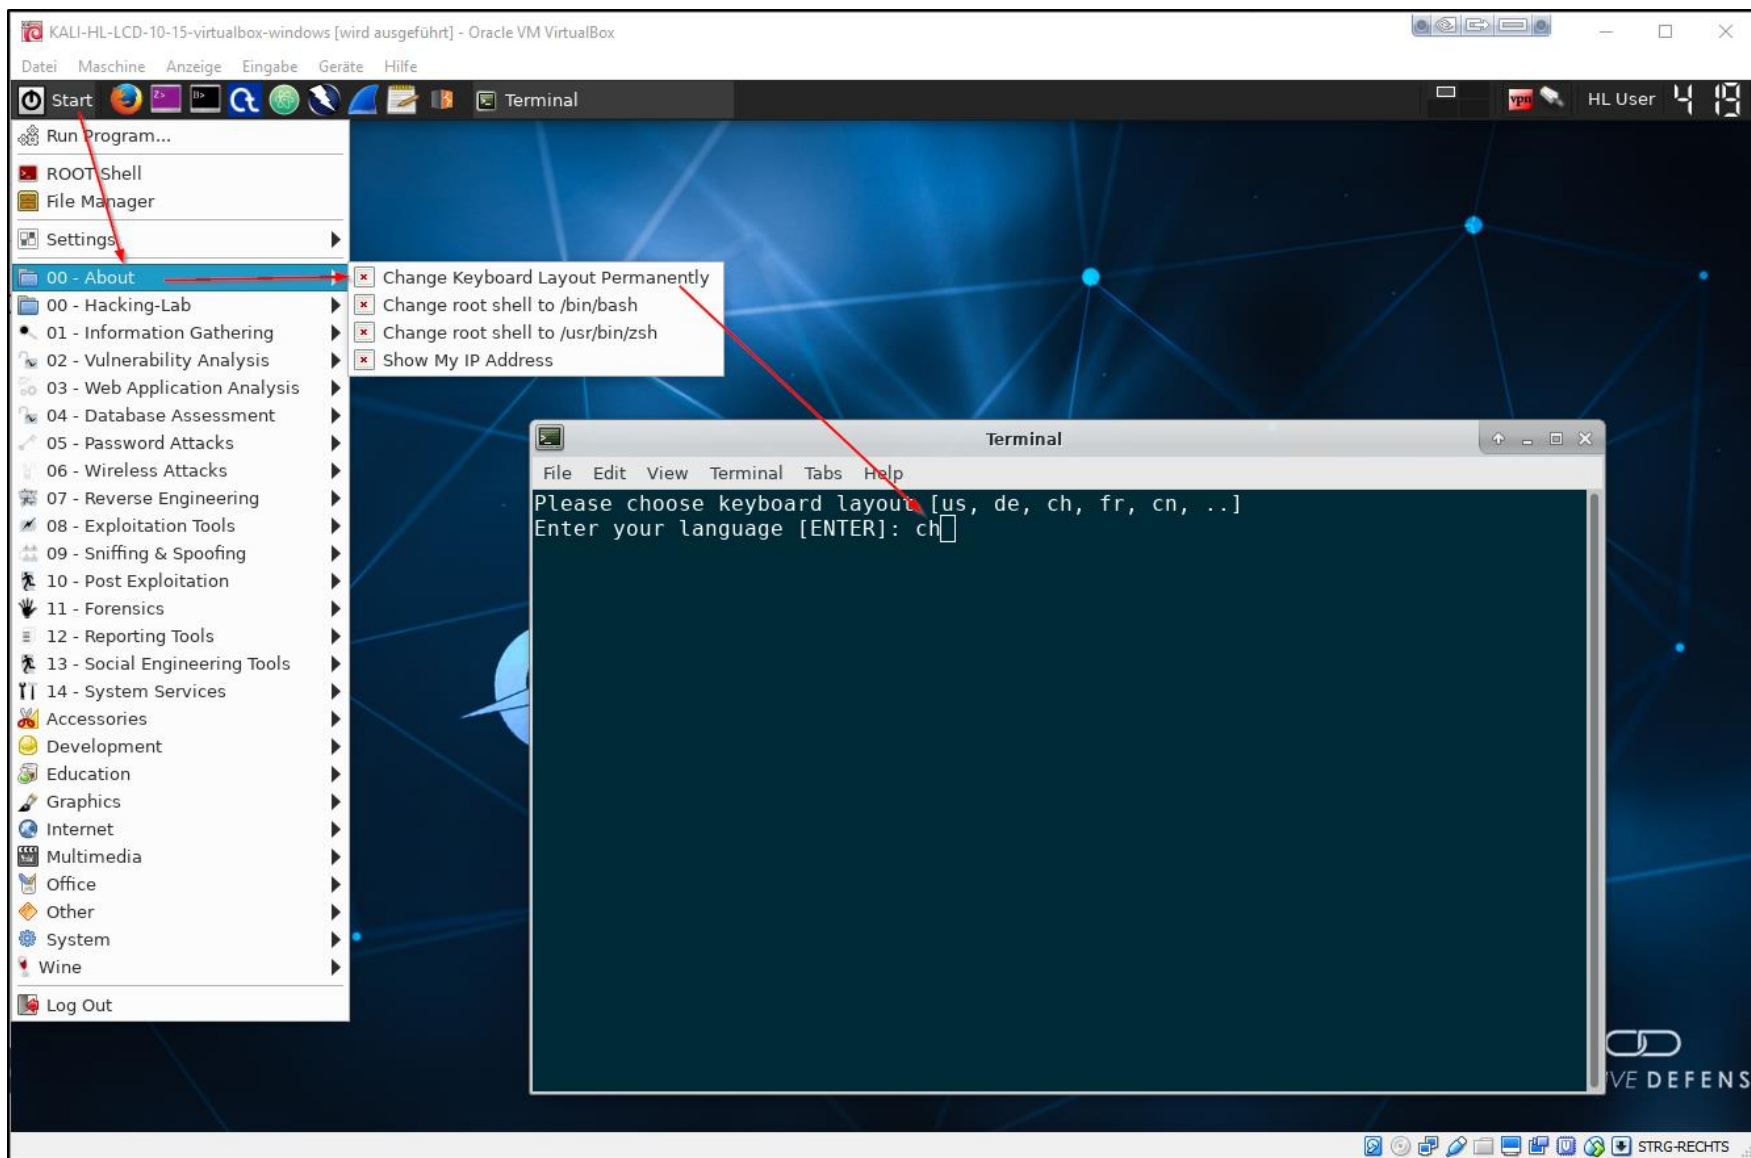 KALI-HL-LCD-10-15-virtualbox-windows [wird ausgeführt] - Oracle VM VirtualBox
Datei Maschine Anzeige Eingabe Geräte Hilfe
Start Terminal vpn HL User 4 19
Run Program...
ROOT Shell
File Manager
Settings
00 - About
00 - Hacking-Lab
01 - Information Gathering
02 - Vulnerability Analysis
03 - Web Application Analysis
04 - Database Assessment
05 - Password Attacks
06 - Wireless Attacks
07 - Reverse Engineering
08 - Exploitation Tools
09 - Sniffing & Spoofing
10 - Post Exploitation
11 - Forensics
12 - Reporting Tools
13 - Social Engineering Tools
14 - System Services
Accessories
Development
Education
Graphics
Internet
Multimedia
Office
Other
System
Wine
Log Out
Change Keyboard Layout Permanently
Change root shell to /bin/bash
Change root shell to /usr/bin/zsh
Show My IP Address
Terminal
File Edit View Terminal Tabs Help
Please choose keyboard layout [us, de, ch, fr, cn, ..]
Enter your language [ENTER]: ch
IVE DEFENS
STRG-RECHTS